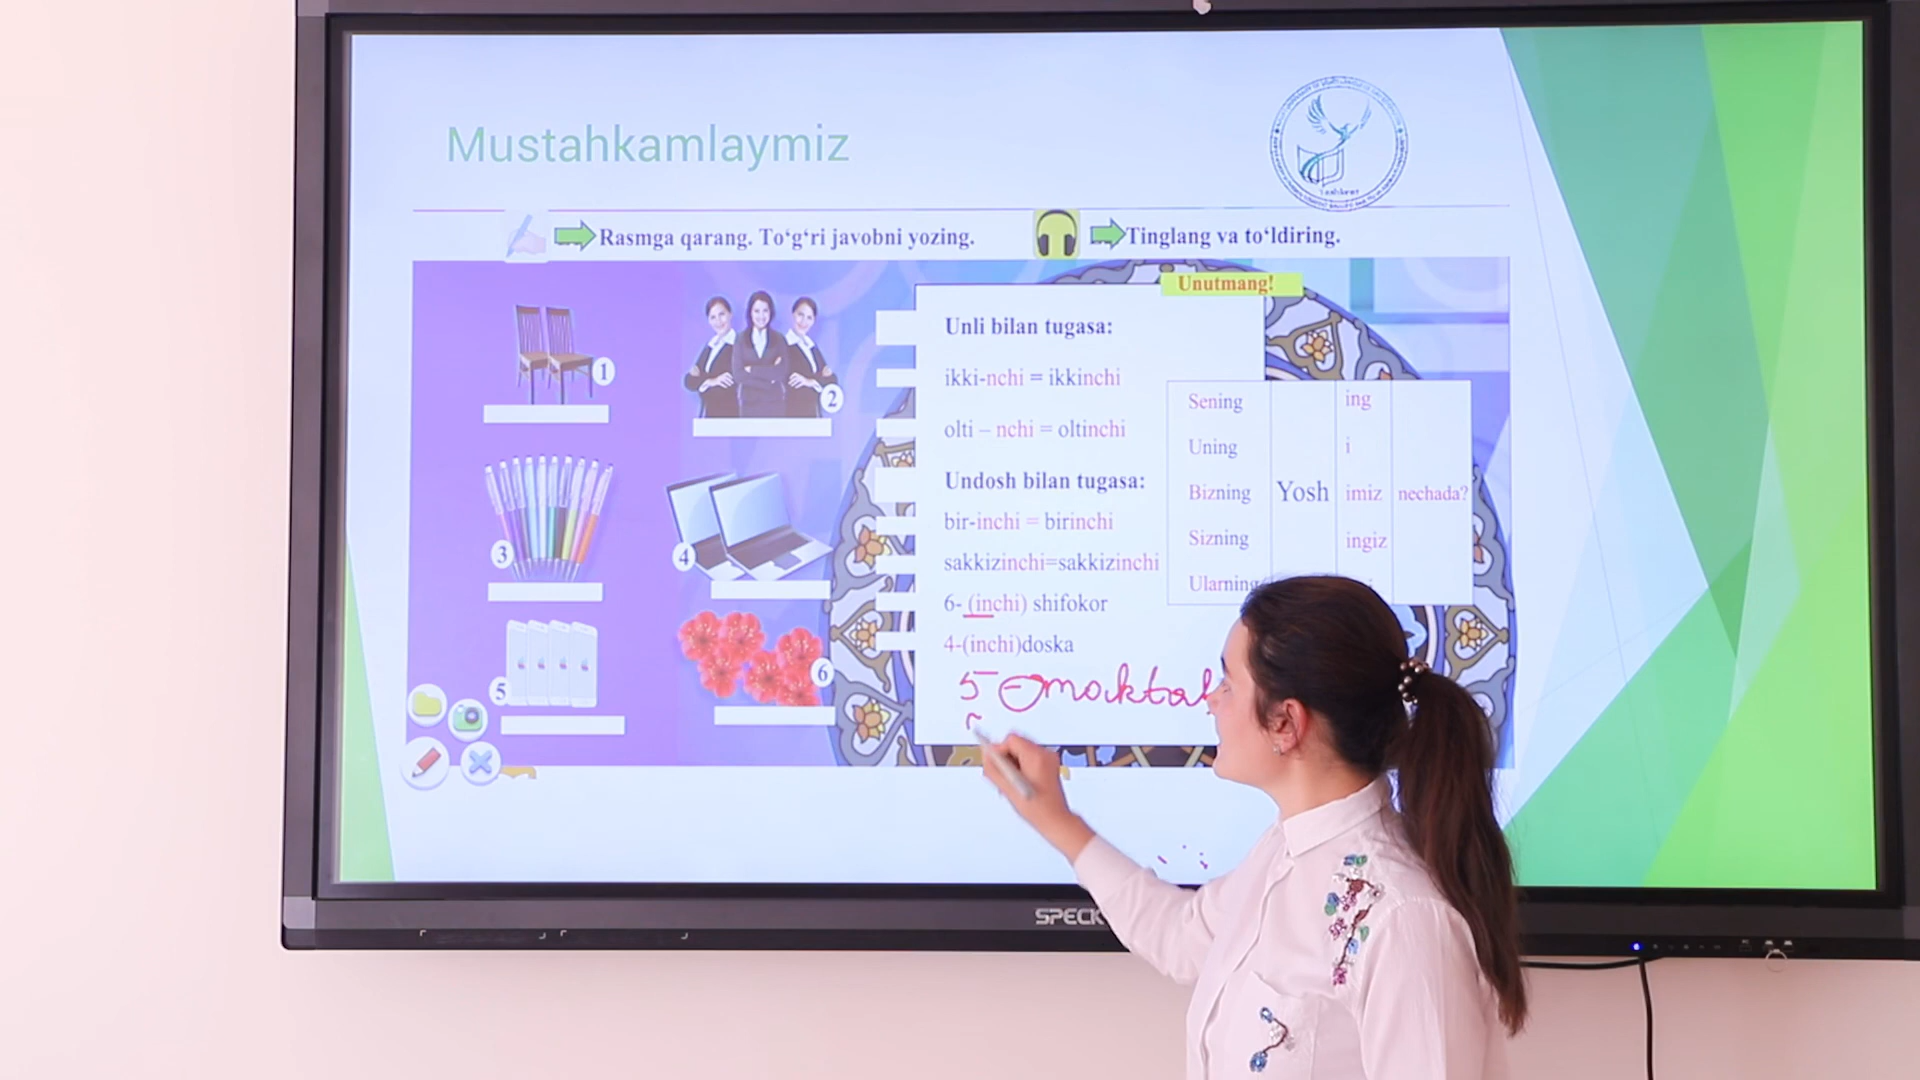 Mustahkamlaymiz
Rasmga qarang. To‘g‘ri javobni yozing.
Tinglang va to‘ldiring.
1
2
3
4
5
6
Unutmang!
Unli bilan tugasa:
ikki-nchi = ikkinchi
olti – nchi = oltinchi
Undosh bilan tugasa:
bir-inchi = birinchi
sakkizinchi=sakkizinchi
6- (inchi) shifokor
4-(inchi)doska
5 - maktab
Sening
Uning
Bizning
Sizning
Ularning
Yosh
ing
i
imiz
ingiz
nechada?
Tashkent
SPECK